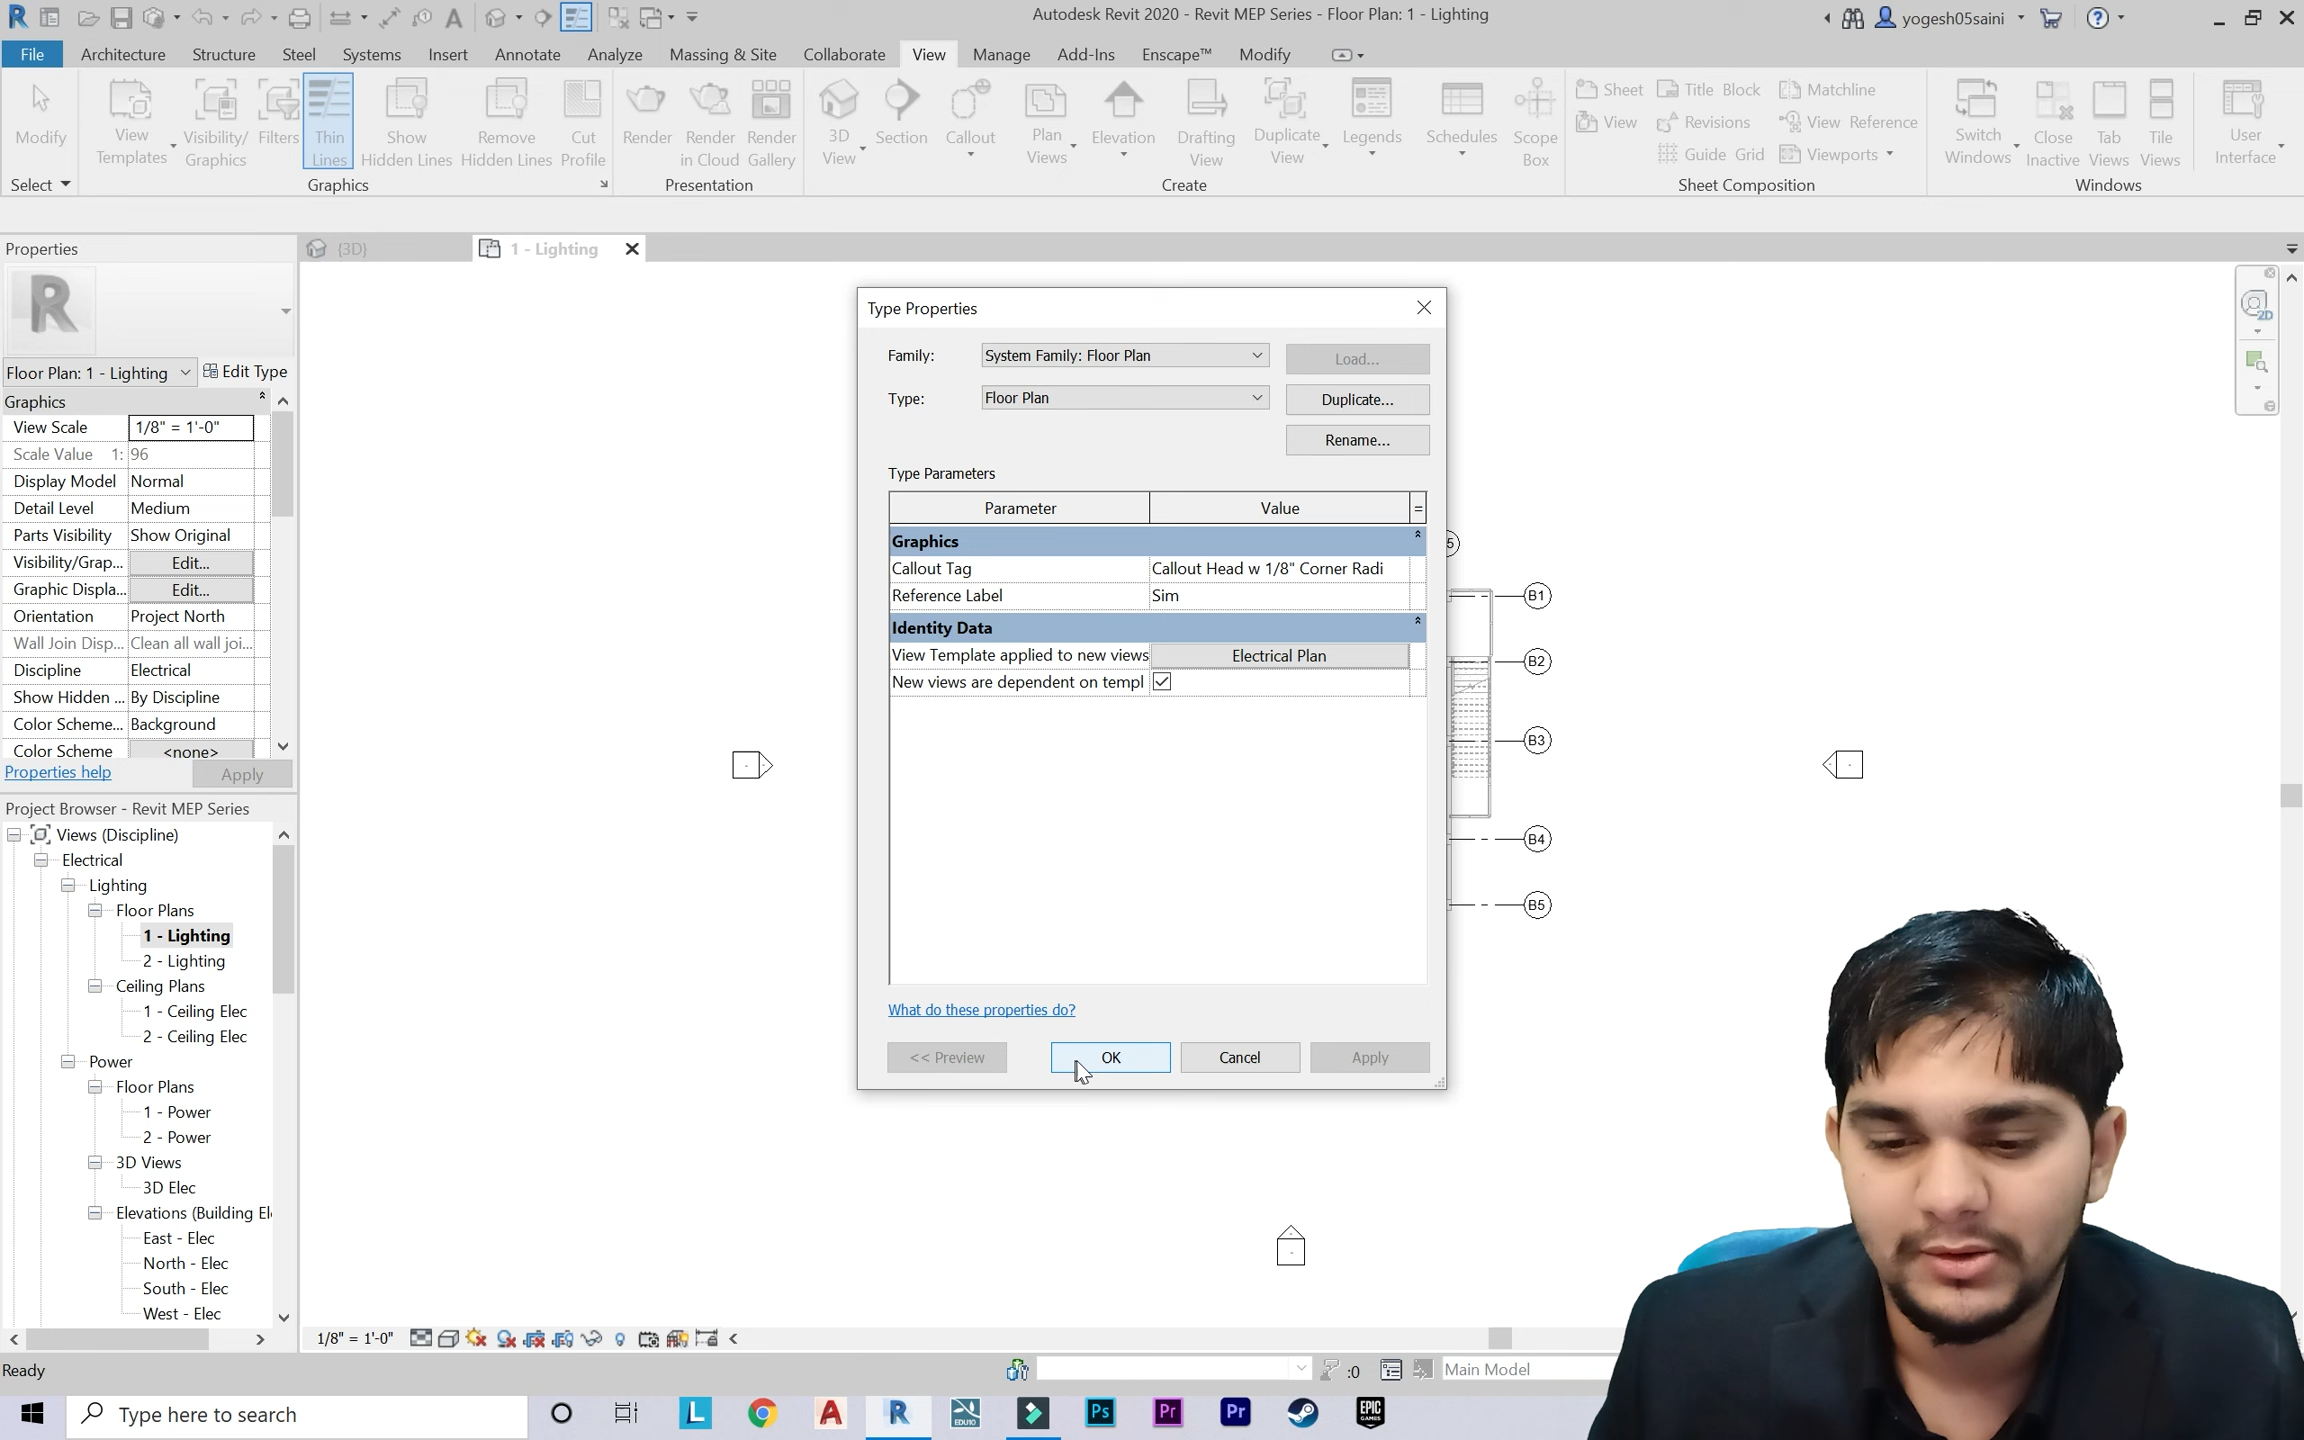 Autodesk Revit 2020 - Revit MEP Series - Floor Plan: 1 - Lighting
yogesh05saini
File Architecture Structure Steel Systems Insert Annotate Analyze Massing & Site Collaborate View Manage Add-Ins Enscape™ Modify
Modify
View Templates
Visibility/ Graphics
Filters
Thin Lines
Show Hidden Lines
Remove Hidden Lines
Cut Profile
Render
Render in Cloud
Render Gallery
3D View
Section
Callout
Plan Views
Elevation
Drafting View
Duplicate View
Legends
Schedules
Scope Box
Sheet
Title Block
Matchline
View
Revisions
View Reference
Guide Grid
Viewports
Switch Windows
Close Inactive
Tab Views
Tile Views
User Interface
Select
Graphics
Presentation
Create
Sheet Composition
Windows
Properties
{3D}
1 - Lighting
Floor Plan: 1 - Lighting
Edit Type
Graphics
View Scale 1/8" = 1'-0"
Scale Value 1: 96
Display Model Normal
Detail Level Medium
Parts Visibility Show Original
Visibility/Grap... Edit...
Graphic Displa... Edit...
Orientation Project North
Wall Join Disp... Clean all wall joi...
Discipline Electrical
Show Hidden ... By Discipline
Color Scheme... Background
Color Scheme <none>
Properties help
Apply
Project Browser - Revit MEP Series
Views (Discipline)
Electrical
Lighting
Floor Plans
1 - Lighting
2 - Lighting
Ceiling Plans
1 - Ceiling Elec
2 - Ceiling Elec
Power
Floor Plans
1 - Power
2 - Power
3D Views
3D Elec
Elevations (Building El
East - Elec
North - Elec
South - Elec
West - Elec
Type Properties
Family: System Family: Floor Plan Load...
Type: Floor Plan Duplicate...
Rename...
Type Parameters
Parameter Value =
Graphics
Callout Tag Callout Head w 1/8" Corner Radi
Reference Label Sim
Identity Data
View Template applied to new views Electrical Plan
New views are dependent on templ
What do these properties do?
<< Preview OK Cancel Apply
5
B1
B2
B3
B4
B5
2D
1/8" = 1'-0"
Ready
:0
Main Model
Type here to search
L
A
R
EDU10
Ps
Pr
Pr
EPIC GAMES